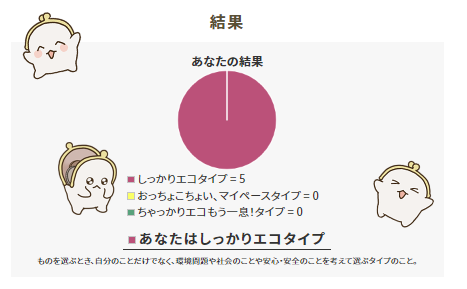 結果
あなたの結果
しっかりエコタイプ = 5
おっちょこちょい、マイペースタイプ = 0
ちゃっかりエコもう一息!タイプ = 0
あなたはしっかりエコタイプ
ものを選ぶとき、自分のことだけでなく、環境問題や社会のことや安心・安全のことを考えて選ぶタイプのこと。